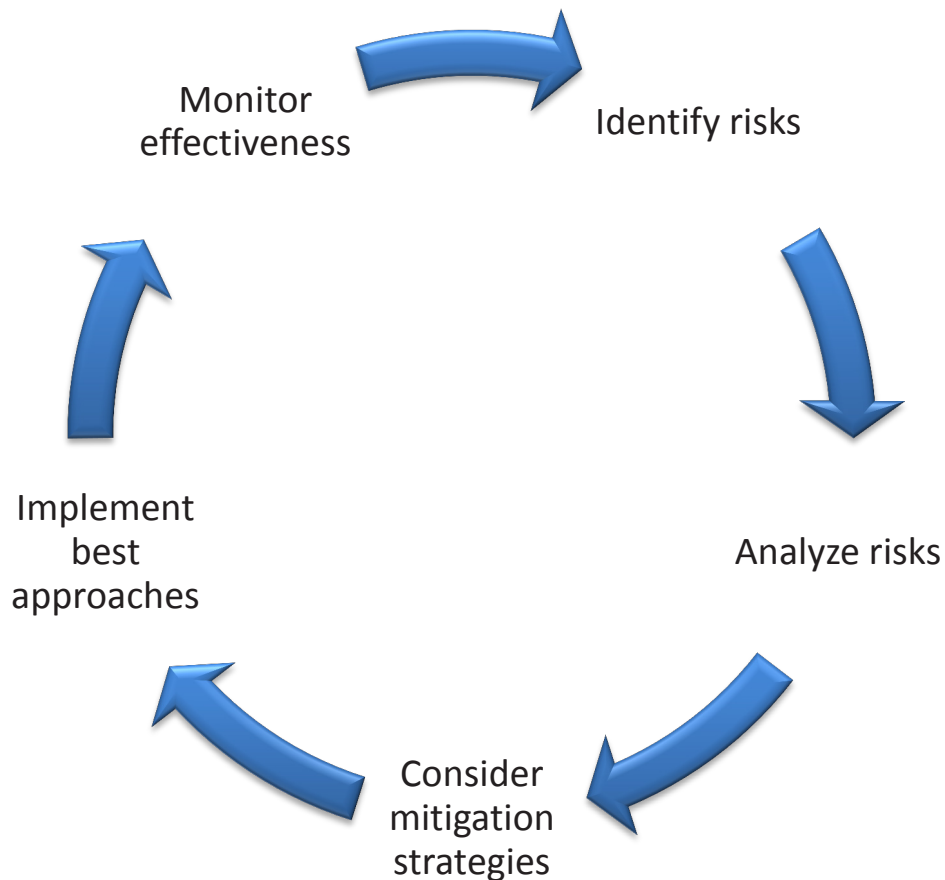 Monitor
effectiveness
Identify risks
Analyze risks
Consider
mitigation
strategies
Implement
best
approaches